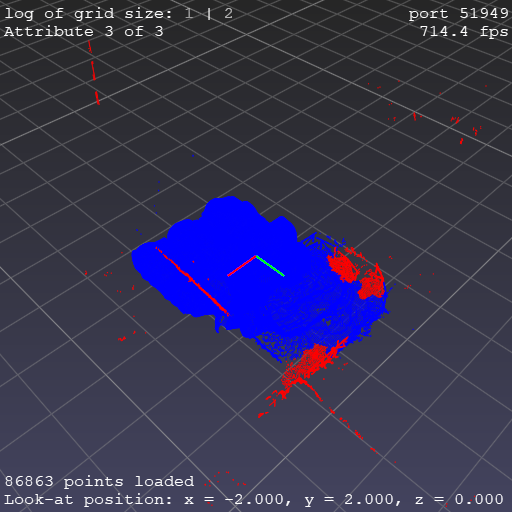 log of grid size: 1 | 2
port 51949
Attribute 3 of 3
714.4 fps
86863 points loaded
Look-at position: x = -2.000, y = 2.000, z = 0.000